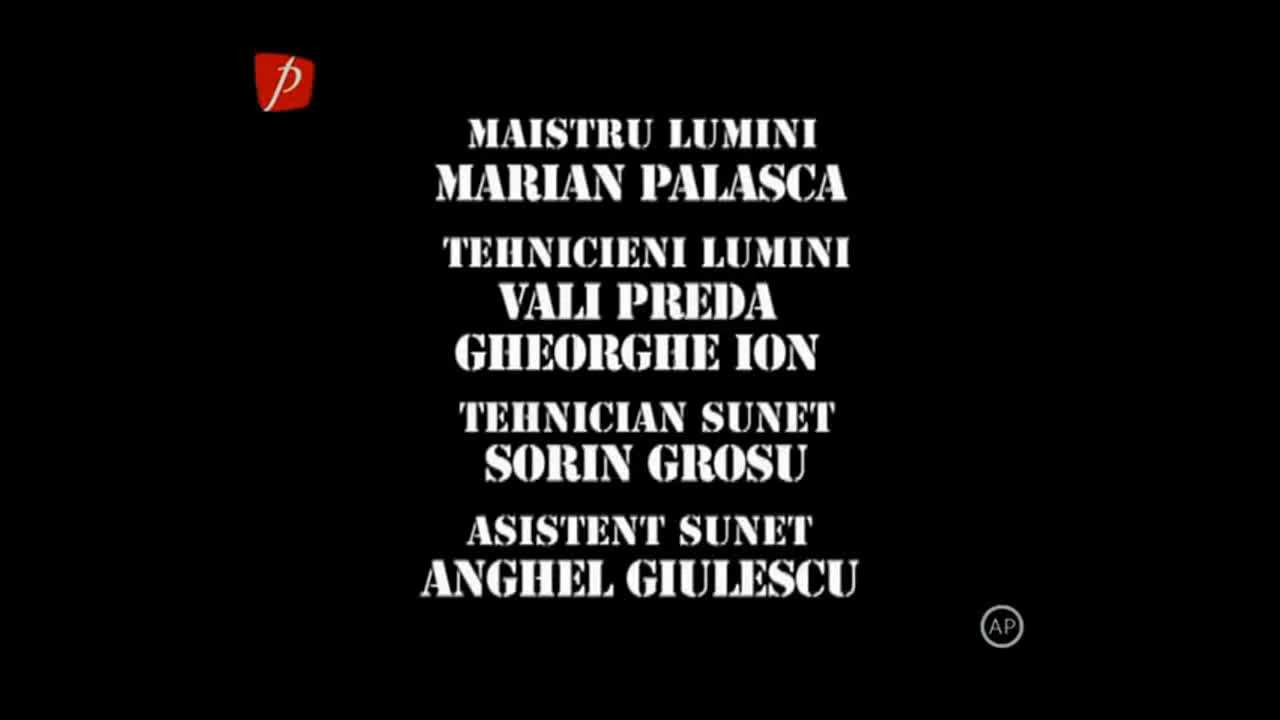 p
MAISTRU LUMINI
MARIAN PALASCA
TEHNICIENI LUMINI
VALI PREDA
GHEORGHE ION
TEHNICIAN SUNET
SORIN GROSU
ASISTENT SUNET
ANGHEL GIULESCU
AP